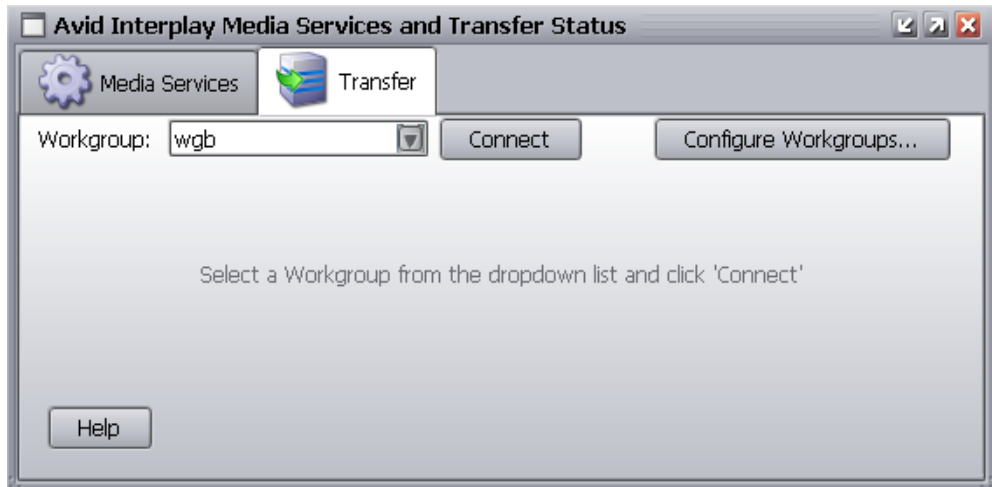 Avid Interplay Media Services and Transfer Status
Media Services Transfer
Workgroup: wgb Connect Configure Workgroups...
Select a Workgroup from the dropdown list and click 'Connect'
Help